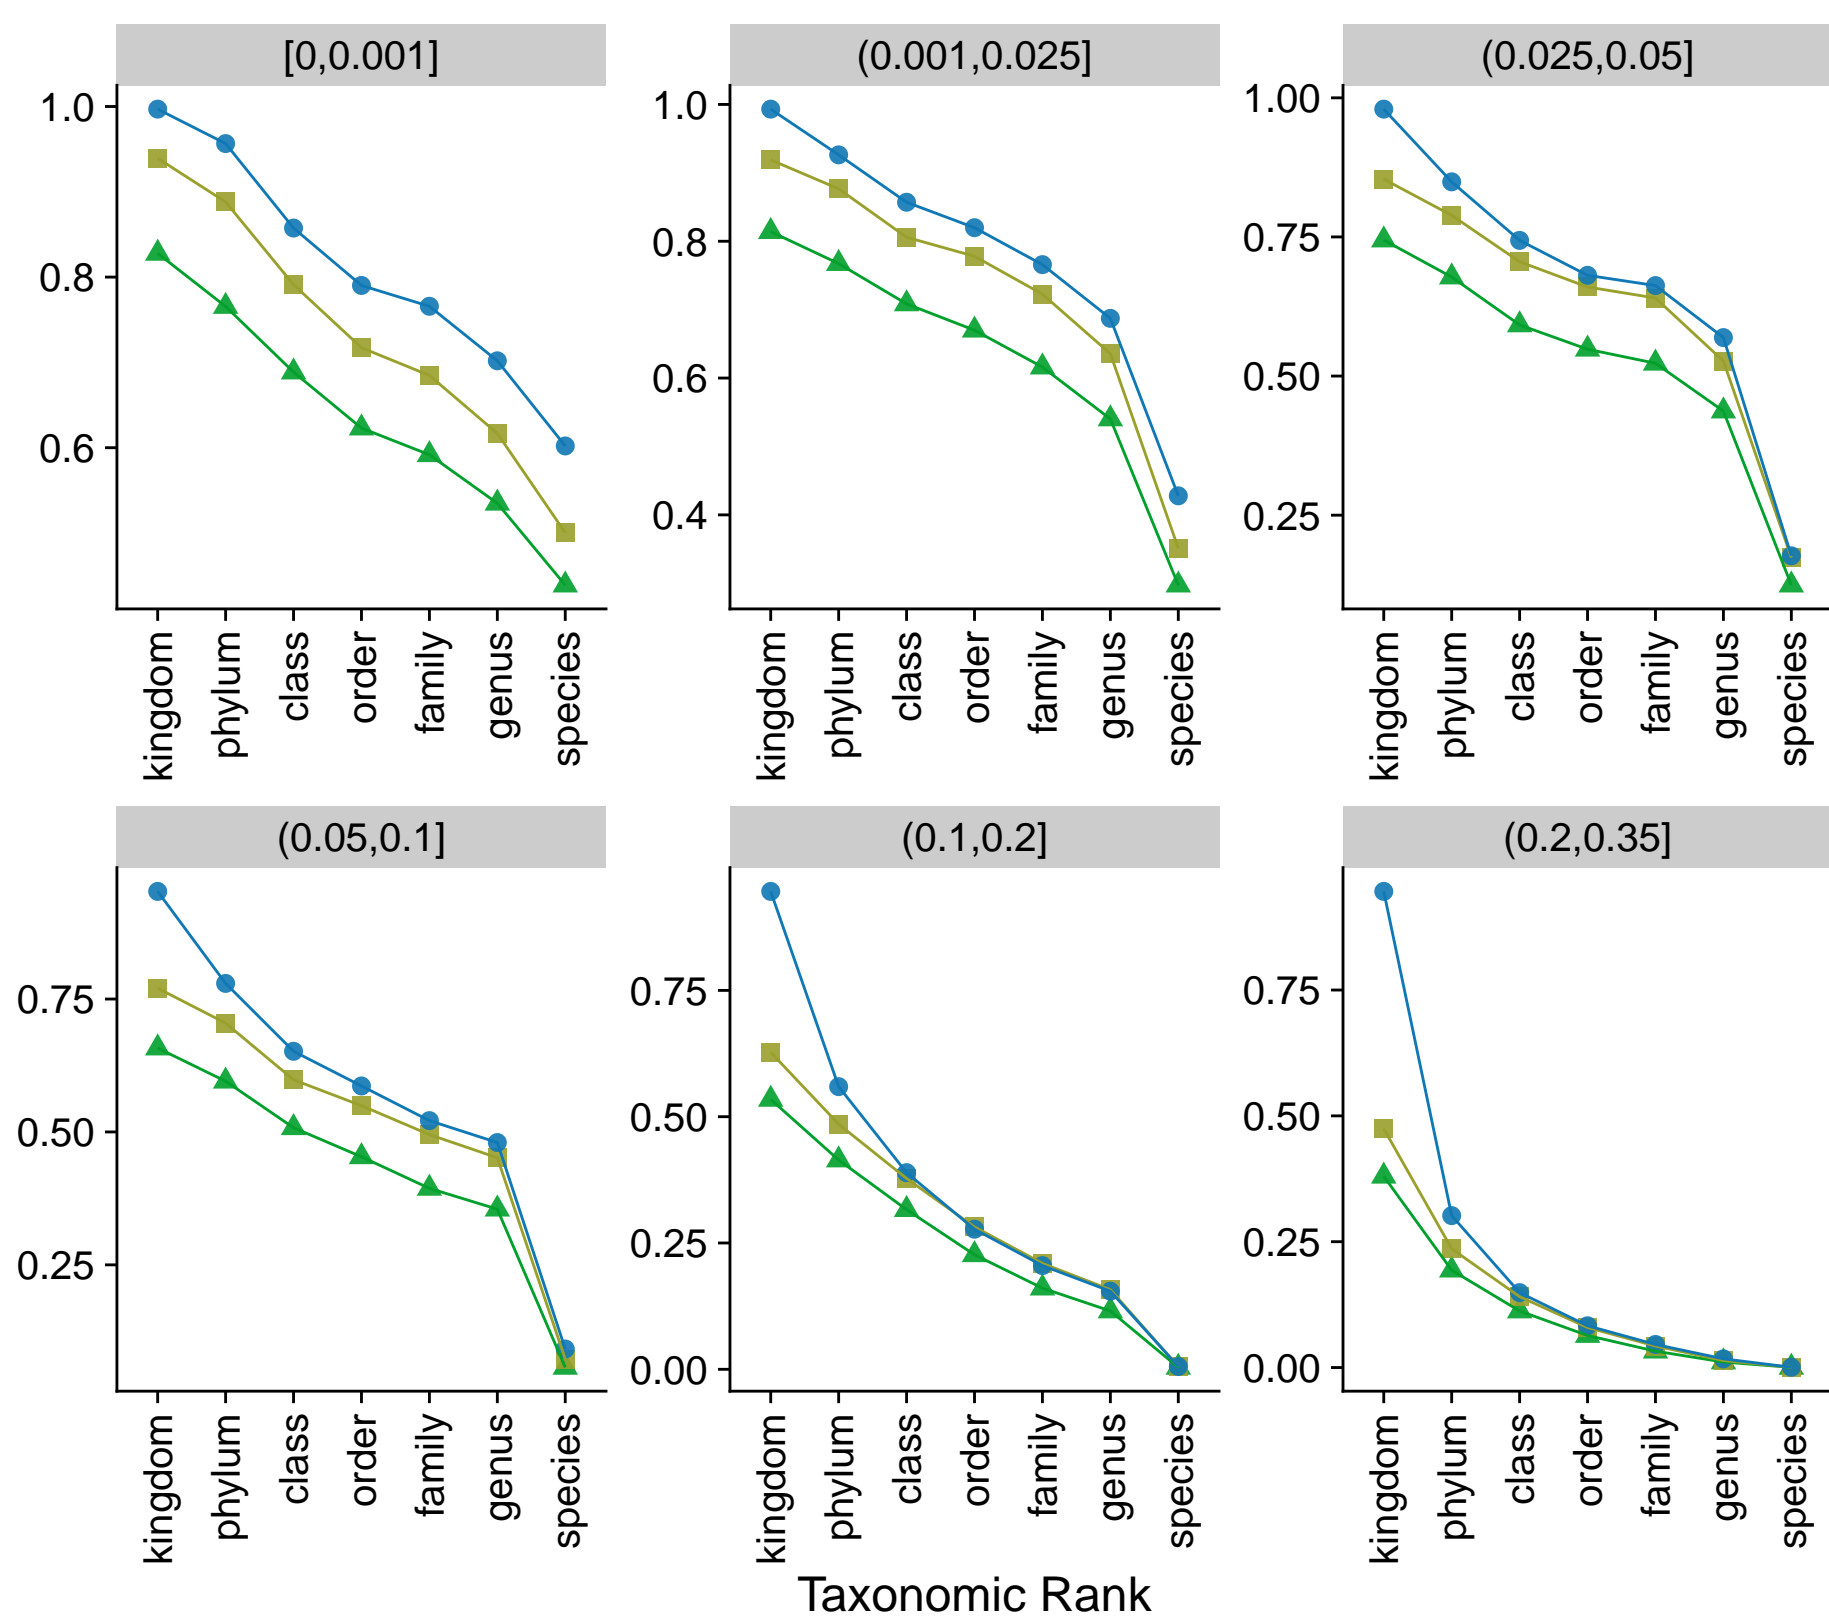 [0,0.001]
(0.001,0.025]
(0.025,0.05]
1.0
0.8
0.6
1.0
0.8
0.6
0.4
1.00
0.75
0.50
0.25
kingdom
phylum
class
order
family
genus
species
kingdom
phylum
class
order
family
genus
species
kingdom
phylum
class
order
family
genus
species
(0.05,0.1]
(0.1,0.2]
(0.2,0.35]
0.75
0.50
0.25
0.75
0.50
0.25
0.00
0.75
0.50
0.25
0.00
kingdom
phylum
class
order
family
genus
species
kingdom
phylum
class
order
family
genus
species
kingdom
phylum
class
order
family
genus
species
Taxonomic Rank